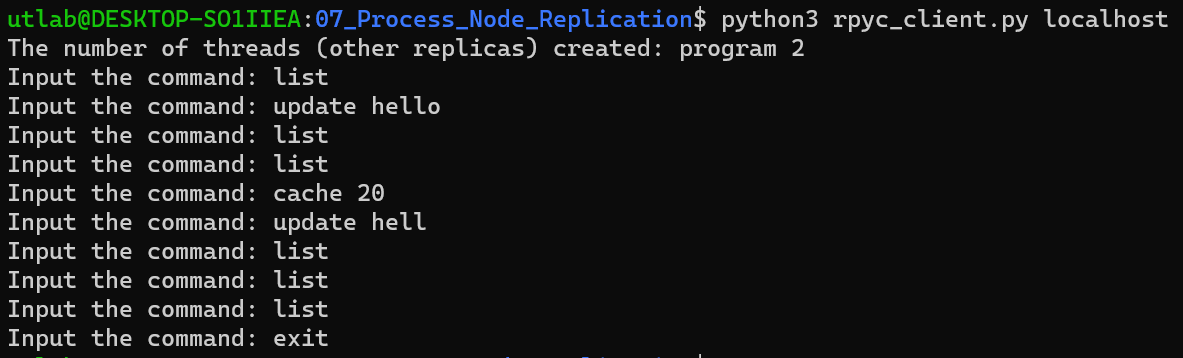 utlab@DESKTOP-SO1IIEA:07_Process_Node_Replication$ python3 rpyc_client.py localhost
The number of threads (other replicas) created: program 2
Input the command: list
Input the command: update hello
Input the command: list
Input the command: list
Input the command: cache 20
Input the command: update hell
Input the command: list
Input the command: list
Input the command: list
Input the command: exit